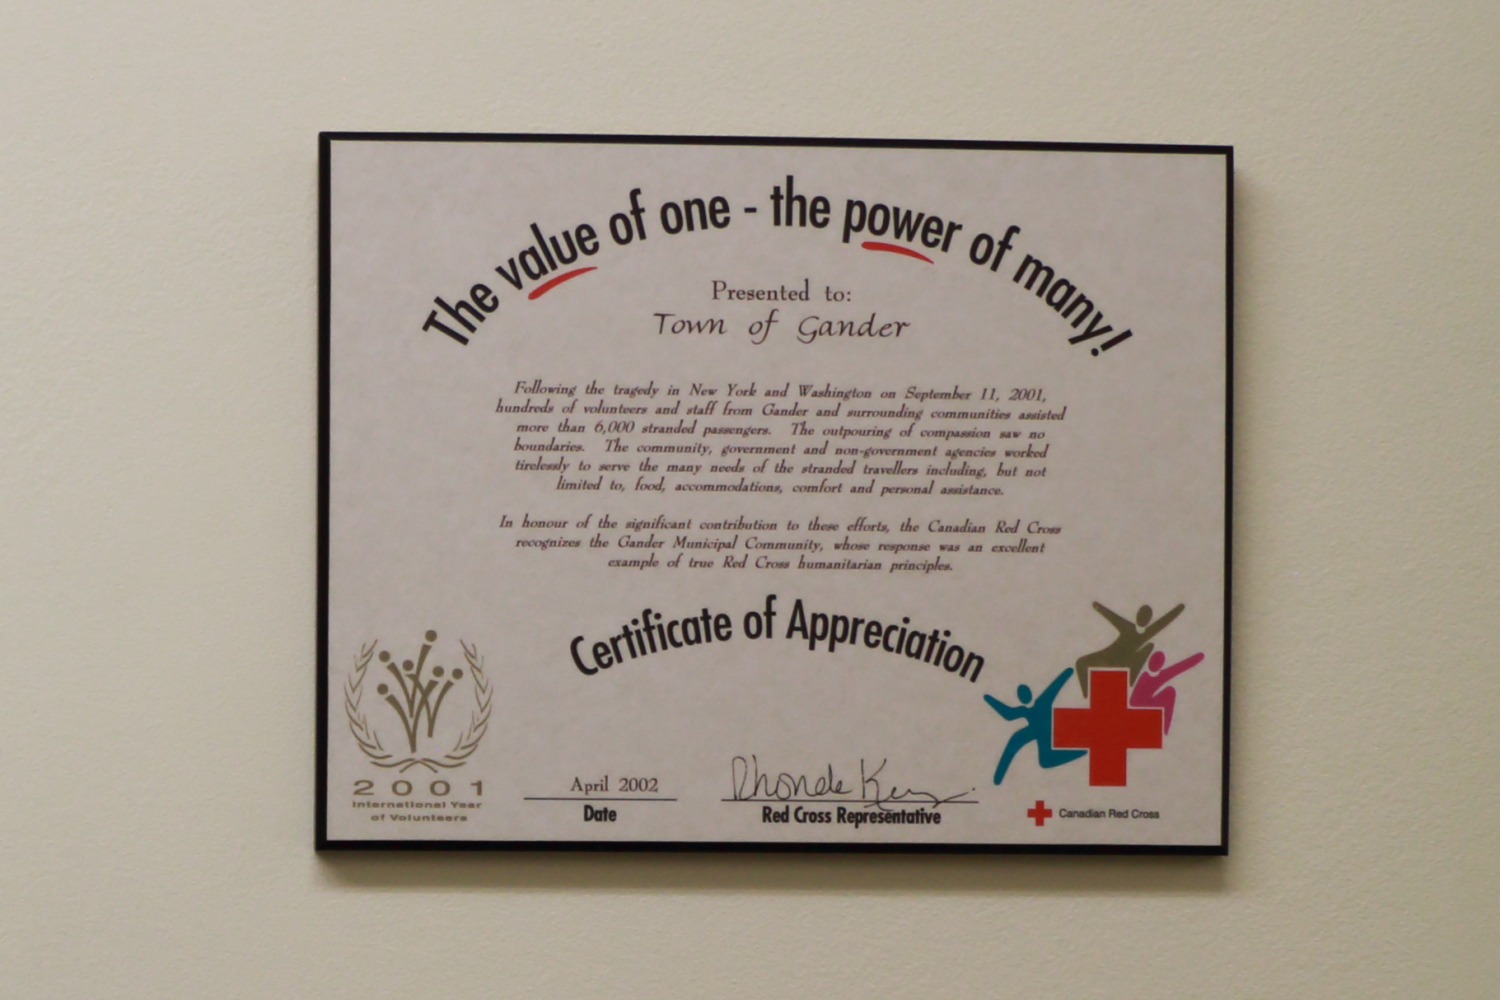 The value of one - the power of many!
Presented to:
Town of Gander
Following the tragedy in New York and Washington on September 11, 2001,
hundreds of volunteers and staff from Gander and surrounding communities assisted
more than 6,000 stranded passengers. The outpouring of compassion saw no
boundaries. The community, government and non-government agencies worked
tirelessly to serve the many needs of the stranded travellers including, but not
limited to, food, accommodations, comfort and personal assistance.
In honour of the significant contribution to these efforts, the Canadian Red Cross
recognizes the Gander Municipal Community, whose response was an excellent
example of true Red Cross humanitarian principles.
Certificate of Appreciation
2001
International Year
of Volunteers
April 2002
Date
Rhonda
Red Cross Representative
Canadian Red Cross